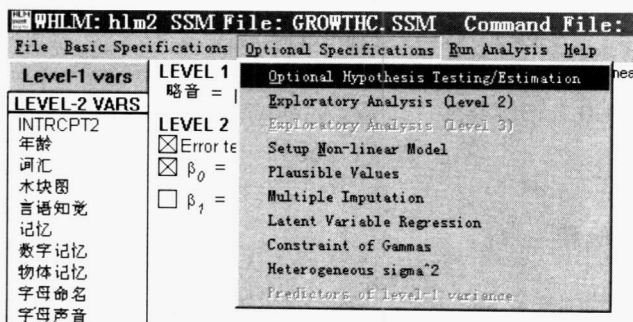 WHLM: hlm2 SSM File: GROWTHC.SSM Command File:
File Basic Specifications Optional Specifications Run Analysis Help
Level-1 vars
LEVEL-2 VARS
INTRCPT2
年龄
词汇
木块图
言语知觉
记忆
数字记忆
物体记忆
字母命名
字母声音
LEVEL 1
略音 =
LEVEL 2
Error te
β0 =
β1 =
Optional Hypothesis Testing/Estimation
Exploratory Analysis (level 2)
Exploratory Analysis (level 3)
Setup Non-linear Model
Plausible Values
Multiple Imputation
Latent Variable Regression
Constraint of Gammas
Heterogeneous sigma^2
Predictors of level-1 variance